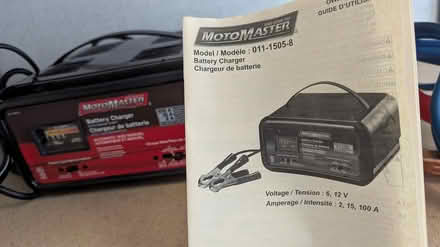 MOTOMASTER
Battery Charger
Chargeur de batterie
GUIDE D'UTILI
MOTOMASTER
Model / Modèle : 011-1505-8
Battery Charger
Chargeur de batterie
Voltage / Tension : 6, 12 V
Amperage / Intensité : 2, 15, 100 A